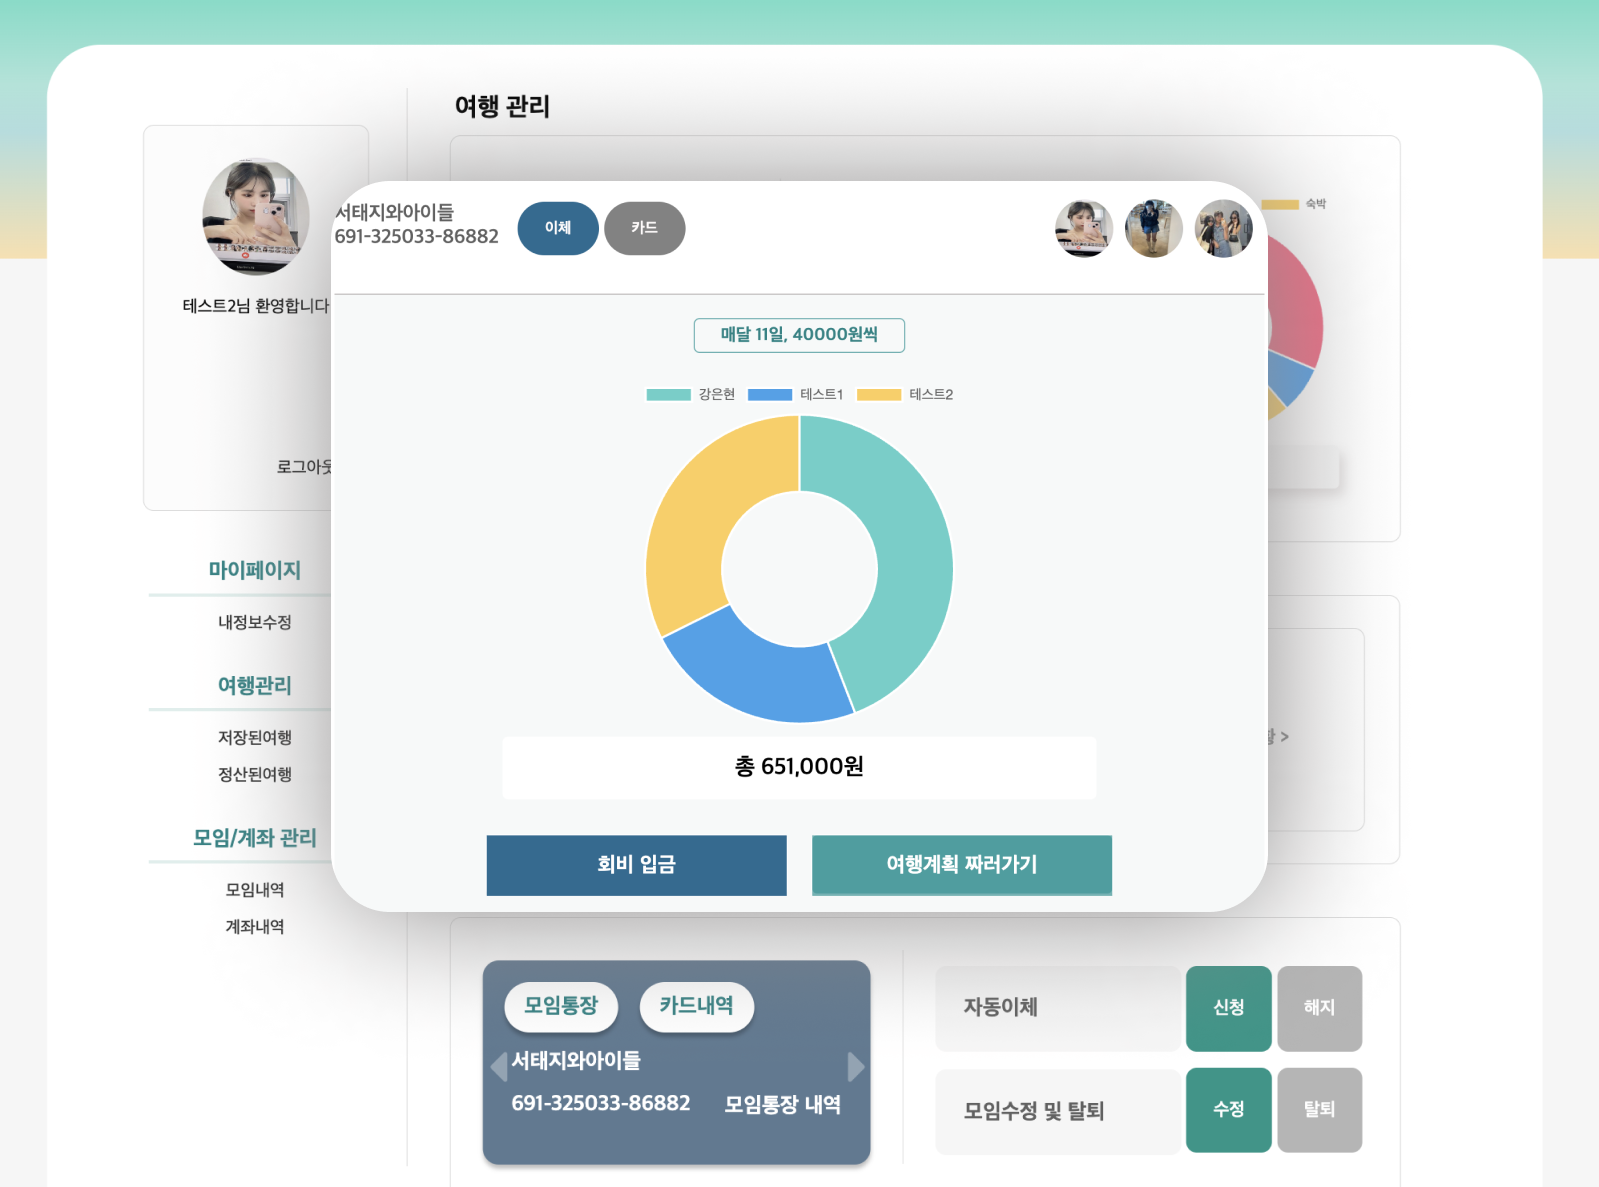 여행 관리
테스트2님 환영합니다
로그아웃
마이페이지
내정보수정
여행관리
저장된여행
정산된여행
모임/계좌 관리
모임내역
계좌내역
숙박
서태지와아이들
691-325033-86882
이체
카드
매달 11일, 40000원씩
강은현
테스트1
테스트2
총 651,000원
회비 입금
여행계획 짜러가기
>
모임통장
카드내역
서태지와아이들
691-325033-86882
모임통장 내역
자동이체
신청
해지
모임수정 및 탈퇴
수정
탈퇴